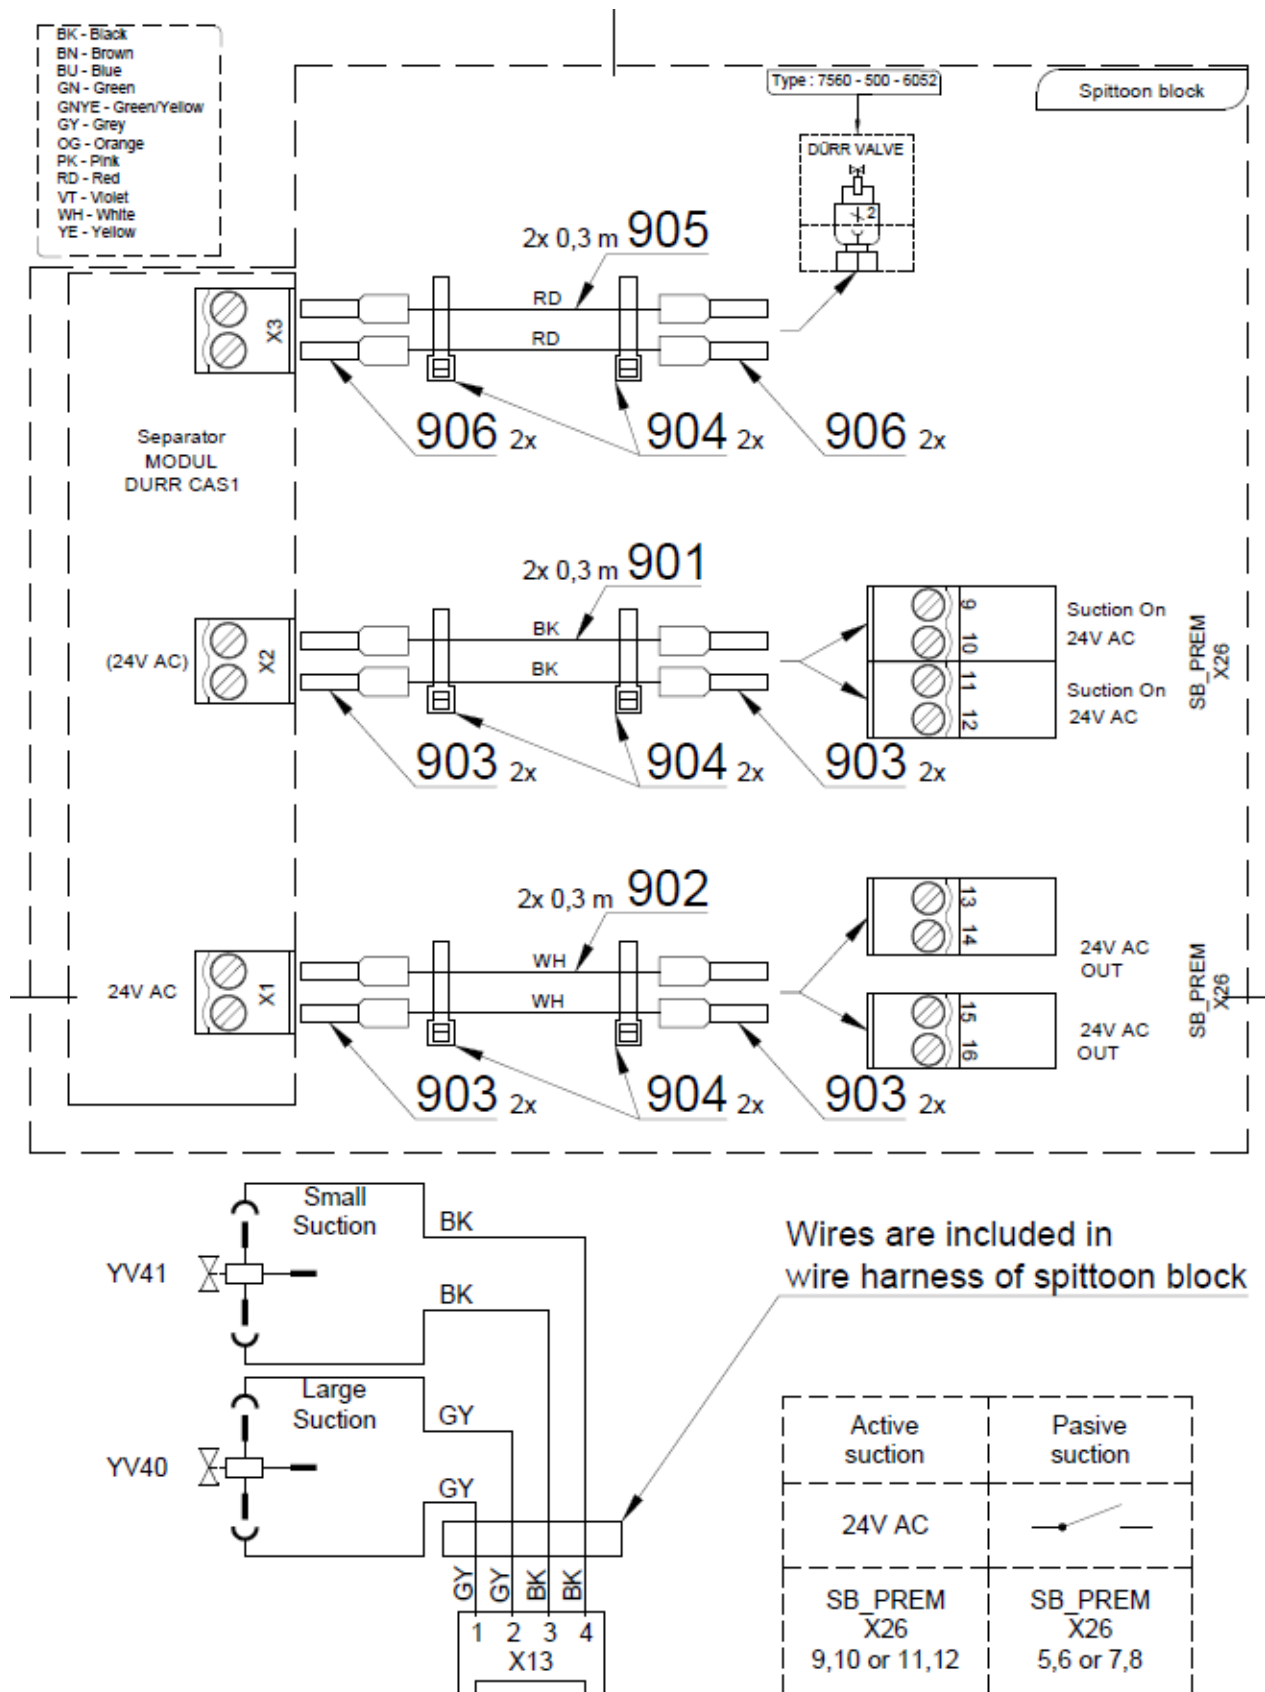 BK - Black
BN - Brown
BU - Blue
GN - Green
GNYE - Green/Yellow
GY - Grey
OG - Orange
PK - Pink
RD - Red
VT - Violet
WH - White
YE - Yellow
Type : 7560 - 500 - 6052
Spittoon block
DÜRR VALVE
2
2x 0,3 m 905
RD
RD
X3
906 2x
904 2x
906 2x
Separator
MODUL
DURR CAS1
2x 0,3 m 901
BK
BK
(24V AC)
X2
9
10
11
12
Suction On
24V AC
Suction On
24V AC
SB_PREM
X26
903 2x
904 2x
903 2x
2x 0,3 m 902
WH
WH
24V AC
X1
13
14
15
16
24V AC
OUT
24V AC
OUT
SB_PREM
X26
903 2x
904 2x
903 2x
Small
Suction
BK
BK
YV41
Wires are included in
wire harness of spittoon block
Large
Suction
GY
GY
YV40
GY GY BK BK
1 2 3 4
X13
Active
suction
Pasive
suction
24V AC
SB_PREM
X26
9,10 or 11,12
SB_PREM
X26
5,6 or 7,8